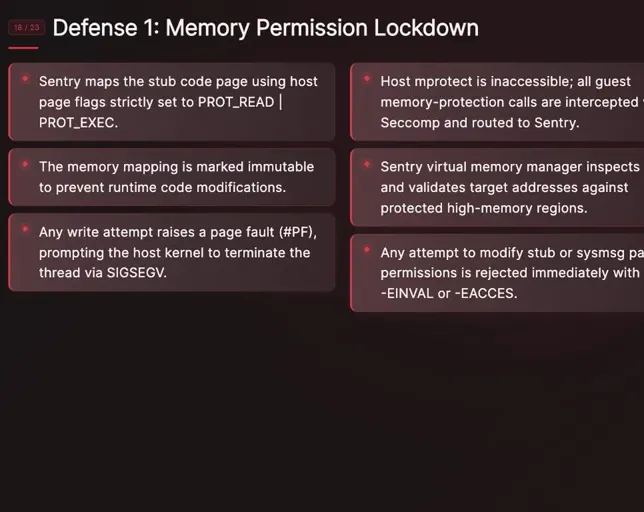 18 / 23
Defense 1: Memory Permission Lockdown
Sentry maps the stub code page using host
page flags strictly set to PROT_READ |
PROT_EXEC.
The memory mapping is marked immutable
to prevent runtime code modifications.
Any write attempt raises a page fault (#PF),
prompting the host kernel to terminate the
thread via SIGSEGV.
Host mprotect is inaccessible; all guest
memory-protection calls are intercepted
Seccomp and routed to Sentry.
Sentry virtual memory manager inspects
and validates target addresses against
protected high-memory regions.
Any attempt to modify stub or sysmsg pa
permissions is rejected immediately with
-EINVAL or -EACCES.